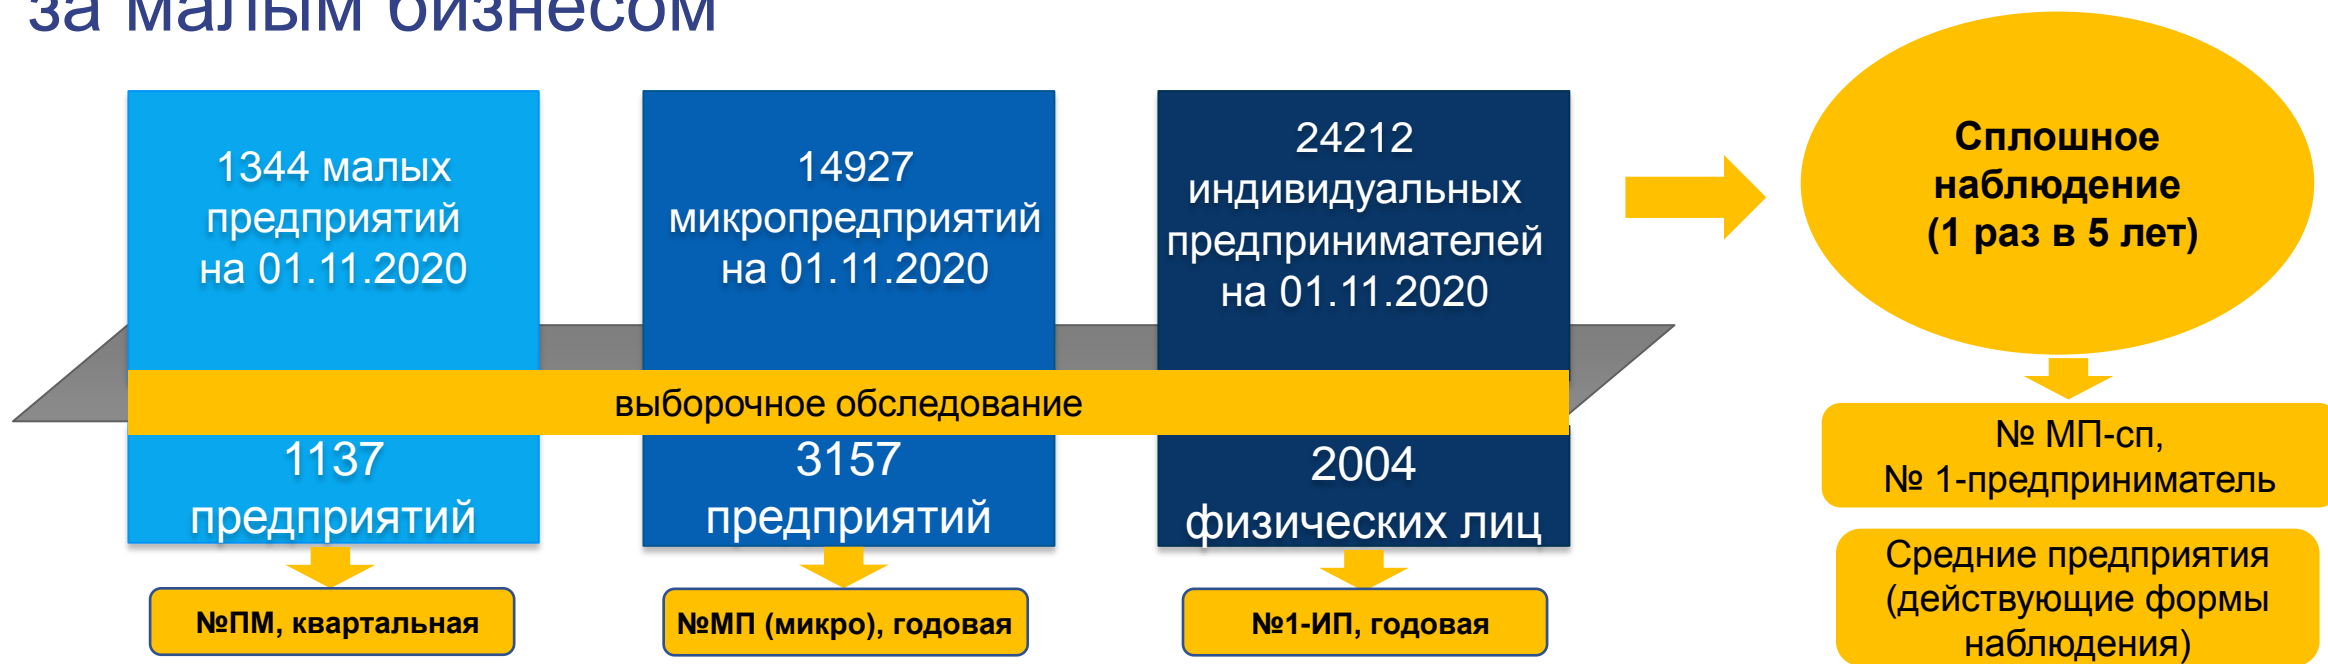 за малым бизнесом
1344 малых
предприятий
на 01.11.2020
14927
микропредприятий
на 01.11.2020
24212
индивидуальных
предпринимателей
на 01.11.2020
выборочное обследование
1137
предприятий
3157
предприятий
2004
физических лиц
№ПМ, квартальная
№МП (микро), годовая
№1-ИП, годовая
Сплошное
наблюдение
(1 раз в 5 лет)
№ МП-сп,
№ 1-предприниматель
Средние предприятия
(действующие формы
наблюдения)